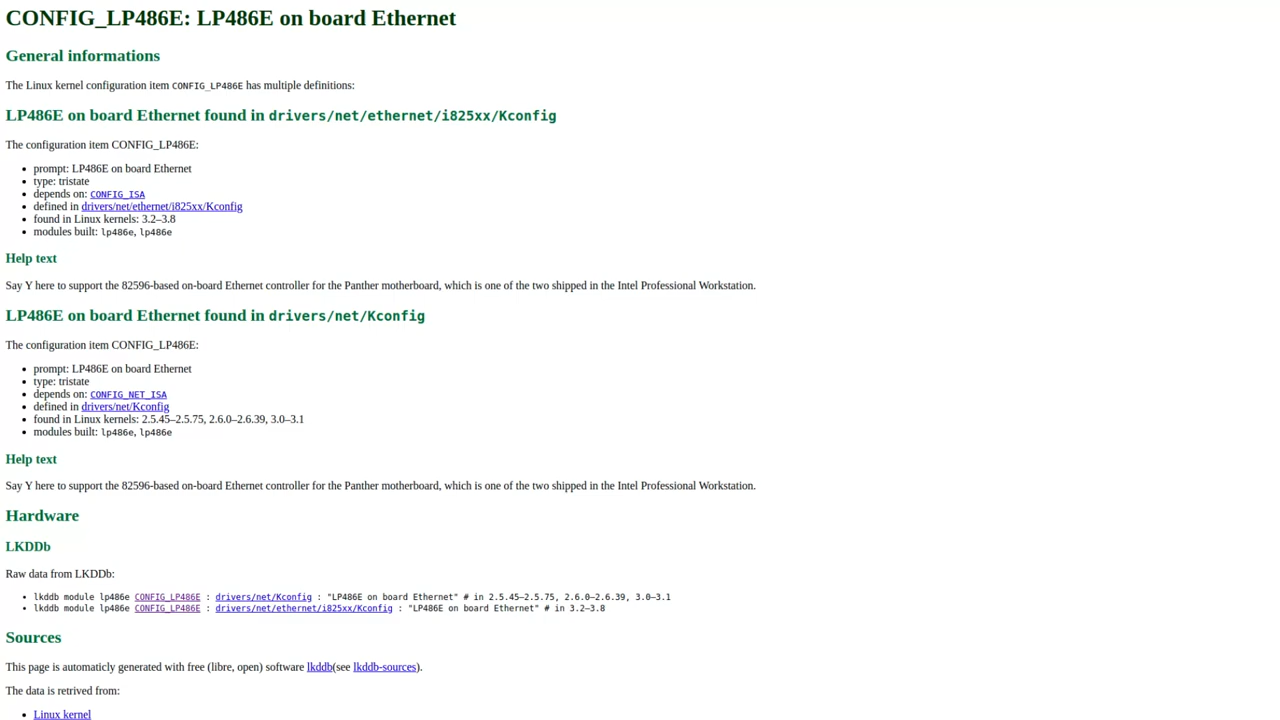 CONFIG_LP486E: LP486E on board Ethernet
General informations
The Linux kernel configuration item CONFIG_LP486E has multiple definitions:
LP486E on board Ethernet found in drivers/net/ethernet/i825xx/Kconfig
The configuration item CONFIG_LP486E:
prompt: LP486E on board Ethernet
type: tristate
depends on: CONFIG_ISA
defined in drivers/net/ethernet/i825xx/Kconfig
found in Linux kernels: 3.2–3.8
modules built: lp486e, lp486e
Help text
Say Y here to support the 82596-based on-board Ethernet controller for the Panther motherboard, which is one of the two shipped in the Intel Professional Workstation.
LP486E on board Ethernet found in drivers/net/Kconfig
The configuration item CONFIG_LP486E:
prompt: LP486E on board Ethernet
type: tristate
depends on: CONFIG_NET_ISA
defined in drivers/net/Kconfig
found in Linux kernels: 2.5.45–2.5.75, 2.6.0–2.6.39, 3.0–3.1
modules built: lp486e, lp486e
Help text
Say Y here to support the 82596-based on-board Ethernet controller for the Panther motherboard, which is one of the two shipped in the Intel Professional Workstation.
Hardware
LKDDb
Raw data from LKDDb:
lkddb module lp486e CONFIG_LP486E : drivers/net/Kconfig : "LP486E on board Ethernet" # in 2.5.45–2.5.75, 2.6.0–2.6.39, 3.0–3.1
lkddb module lp486e CONFIG_LP486E : drivers/net/ethernet/i825xx/Kconfig : "LP486E on board Ethernet" # in 3.2–3.8
Sources
This page is automaticly generated with free (libre, open) software lkddb(see lkddb-sources).
The data is retrived from:
Linux kernel